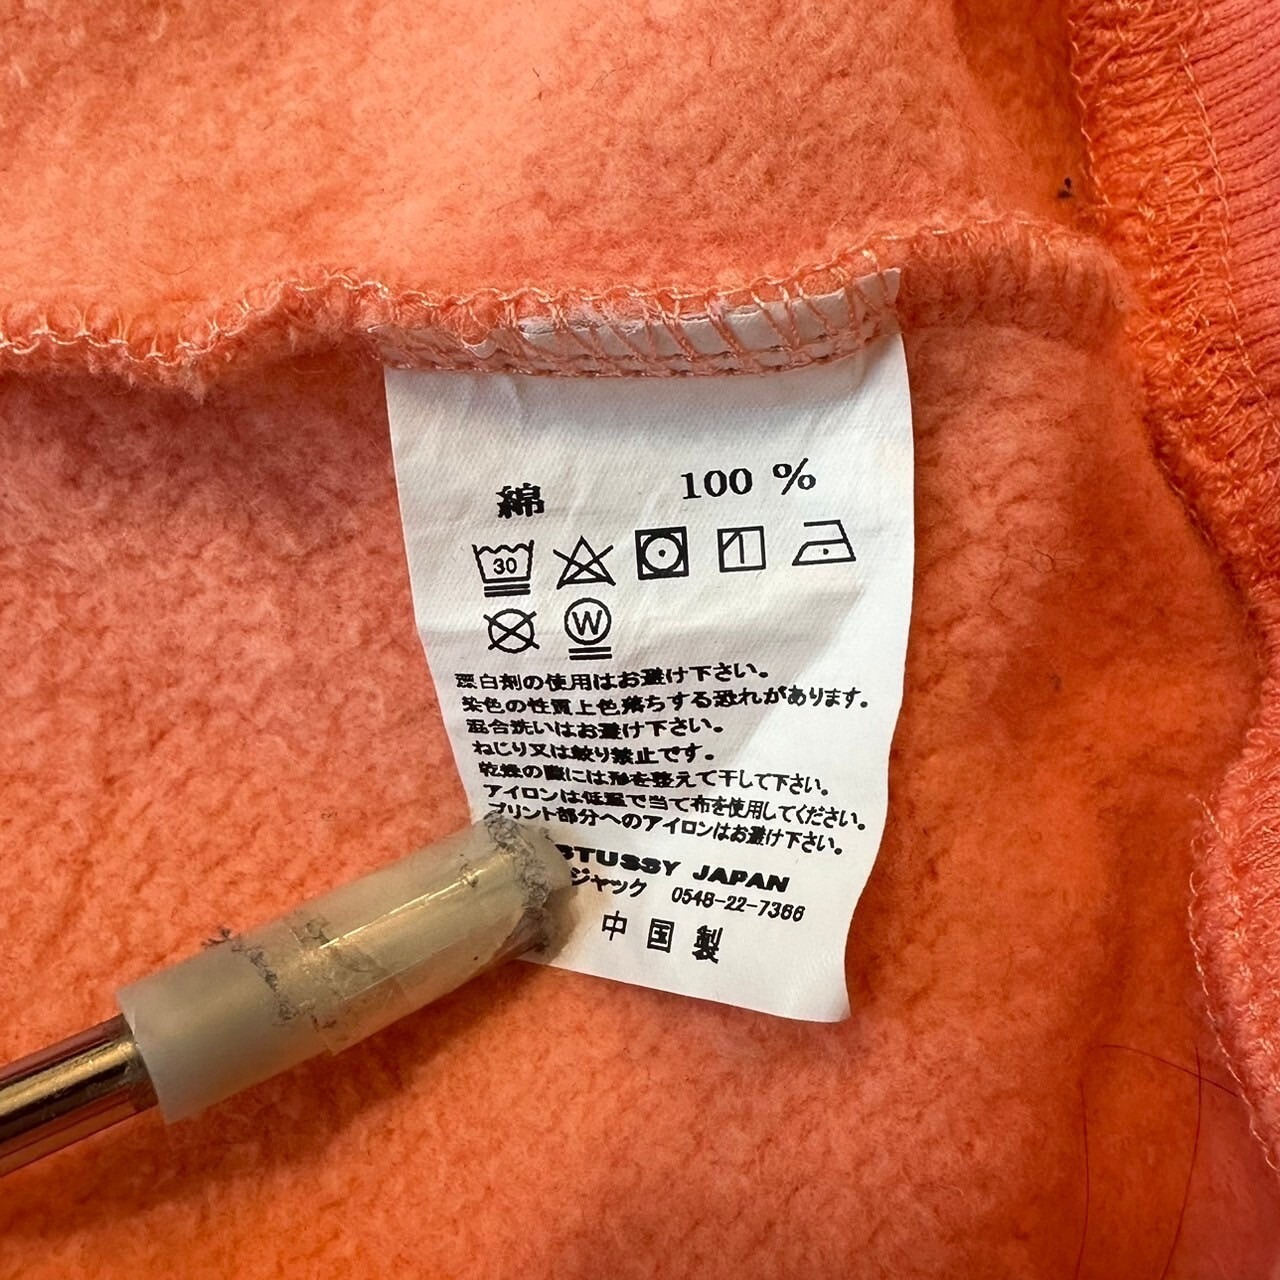 綿 100 %
30
W
漂白剤の使用はお避け下さい。
染色の性質上色落ちする恐れがあります。
混合洗いはお避け下さい。
ねじり又は絞り禁止です。
乾燥の際には形を整えて干して下さい。
アイロンは低温で当て布を使用してください。
プリント部分へのアイロンはお避け下さい。
STUSSY JAPAN
ジャック 0548-22-7366
中国製